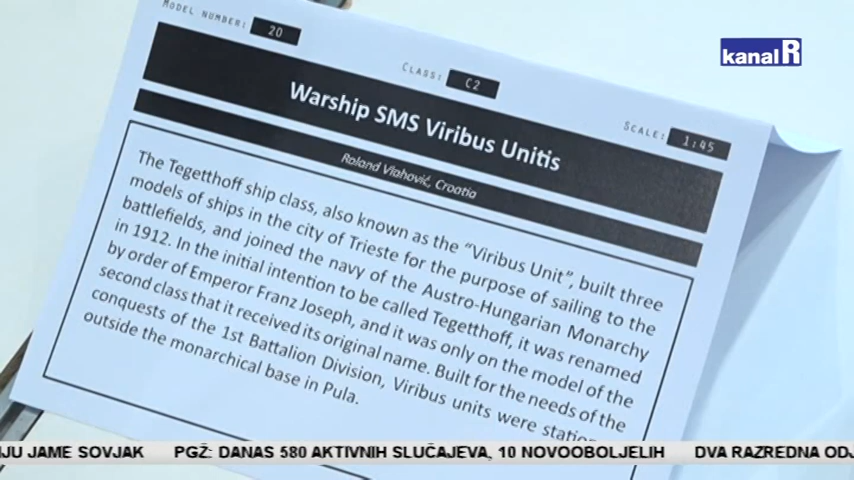 MODEL NUMBER: 20
CLASS: C2
SCALE: 1:45
kanal R
Warship SMS Viribus Unitis
Roland Vlahović, Croatia
The Tegetthoff ship class, also known as the “Viribus Unit”, built three
models of ships in the city of Trieste for the purpose of sailing to the
battlefields, and joined the navy of the Austro-Hungarian Monarchy
in 1912. In the initial intention to be called Tegetthoff, it was renamed
by order of Emperor Franz Joseph, and it was only on the model of the
second class that it received its original name. Built for the needs of the
conquests of the 1st Battalion Division, Viribus units were
outside the monarchical base in Pula.
JU JAME SOVJAK PGŽ: DANAS 580 AKTIVNIH SLUČAJEVA, 10 NOVOOBOLJELIH DVA RAZREDNA